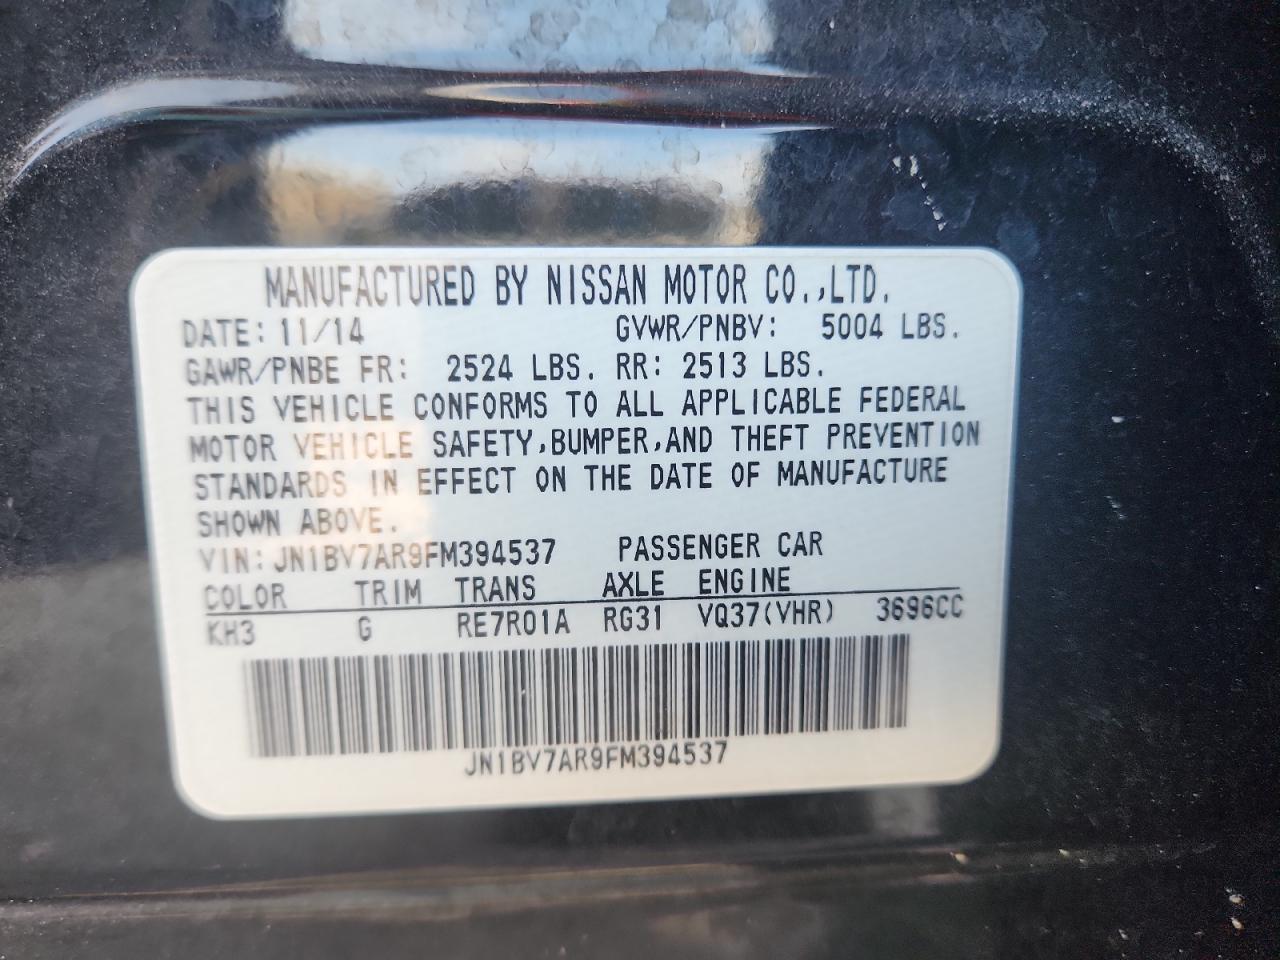 MANUFACTURED BY NISSAN MOTOR CO.,LTD.
DATE: 11/14 GVWR/PNBV: 5004 LBS.
GAWR/PNBE FR: 2524 LBS. RR: 2513 LBS.
THIS VEHICLE CONFORMS TO ALL APPLICABLE FEDERAL
MOTOR VEHICLE SAFETY,BUMPER,AND THEFT PREVENTION
STANDARDS IN EFFECT ON THE DATE OF MANUFACTURE
SHOWN ABOVE.
VIN: JN1BV7AR9FM394537 PASSENGER CAR
COLOR TRIM TRANS AXLE ENGINE
KH3 G RE7R01A RG31 VQ37(VHR) 3696CC
JN1BV7AR9FM394537